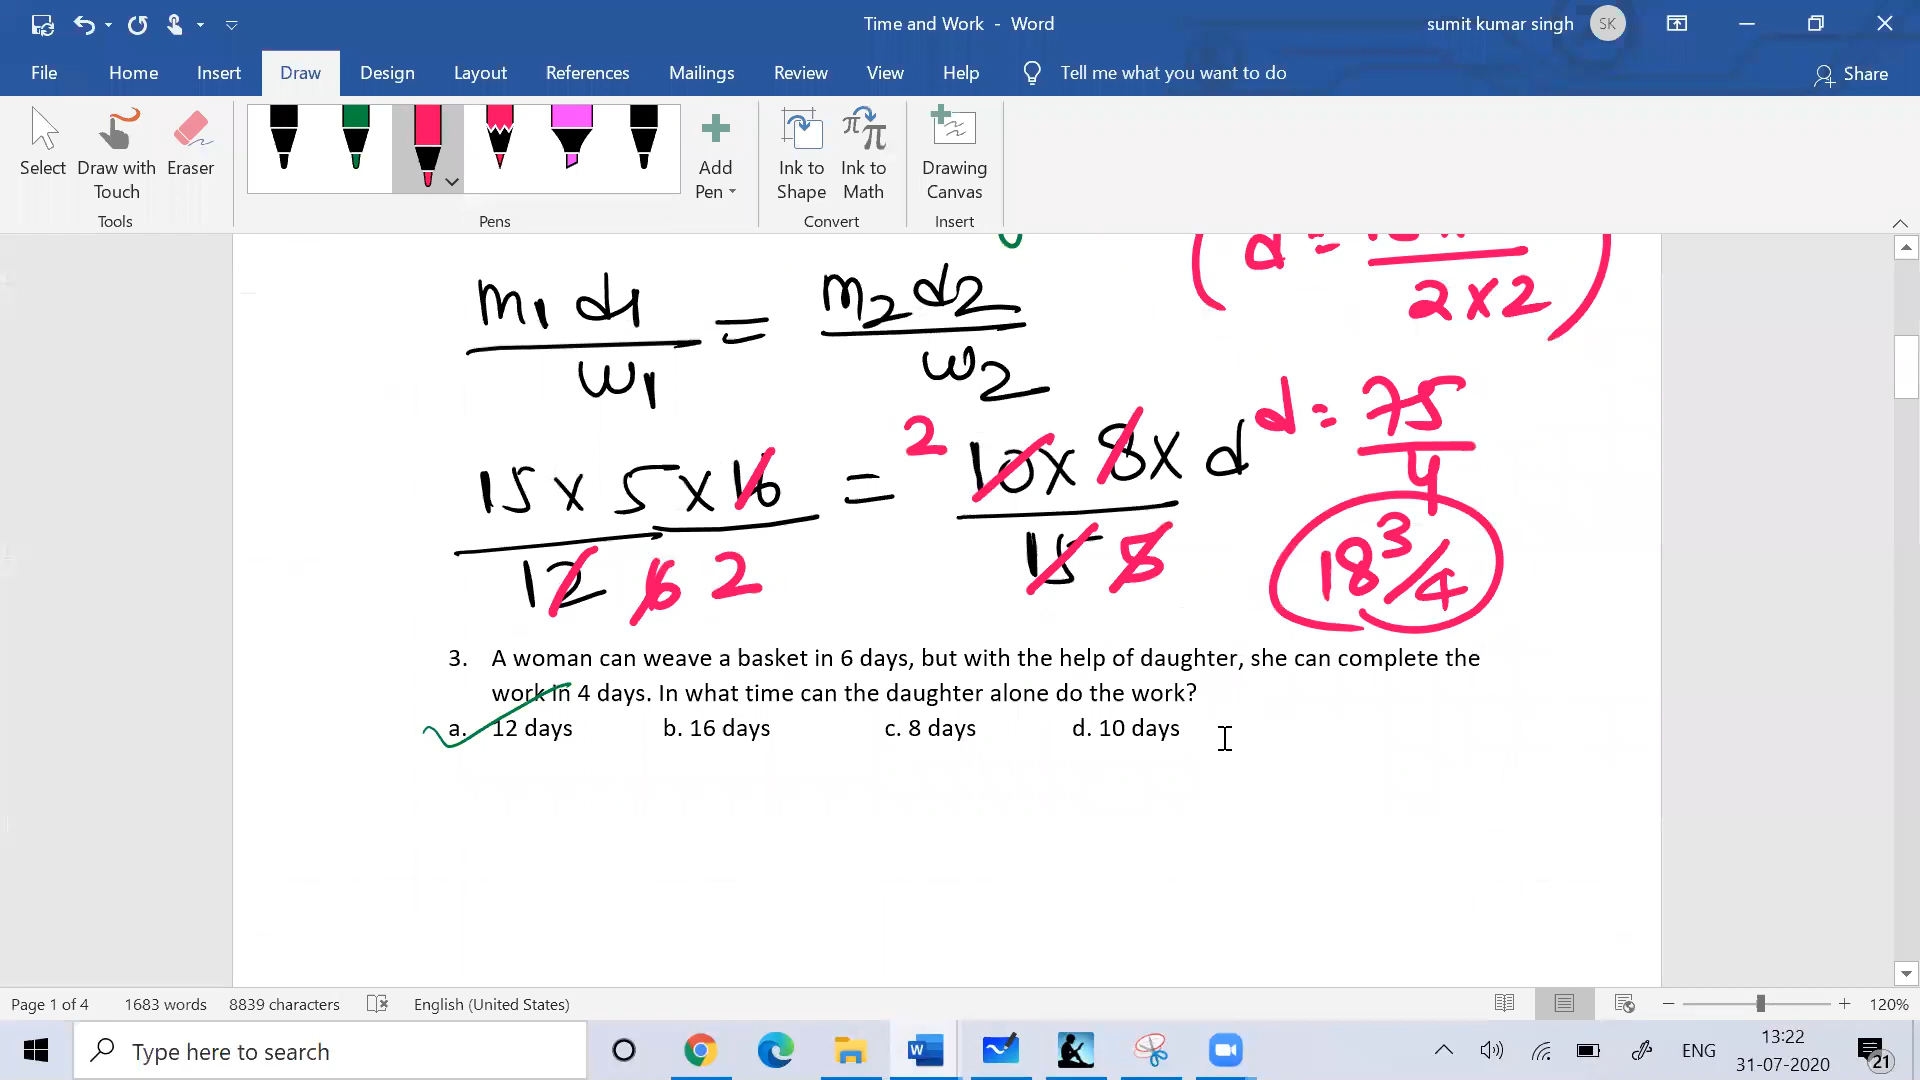 Time and Work - Word
sumit kumar singh SK
File Home Insert Draw Design Layout References Mailings Review View Help Tell me what you want to do Share
Select Draw with Touch Eraser Add Pen Ink to Shape Ink to Math Drawing Canvas
Tools Pens Convert Insert
d =
2 x 2
m1 d1 / w1 = m2 d2 / w2
d = 75/4
15 x 5 x 16 = 2 10 x 8 x d
12 6 2 15 8
18 3/4
3. A woman can weave a basket in 6 days, but with the help of daughter, she can complete the
work in 4 days. In what time can the daughter alone do the work?
a. 12 days b. 16 days c. 8 days d. 10 days
Page 1 of 4 1683 words 8839 characters English (United States) 120%
Type here to search
ENG
13:22
31-07-2020
21